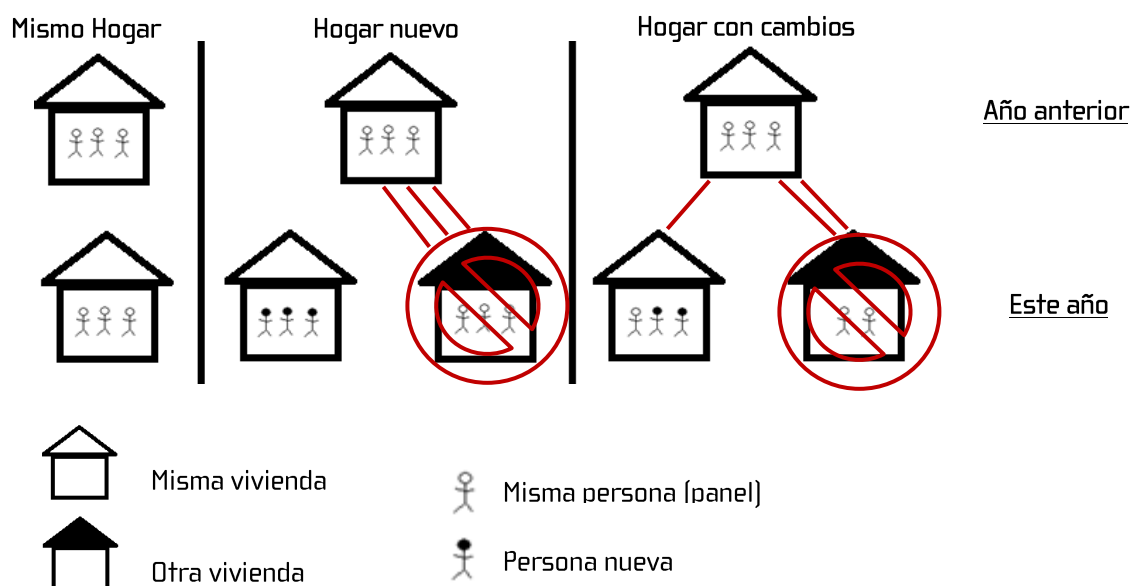 Mismo Hogar
Hogar nuevo
Hogar con cambios
Año anterior
Este año
Misma vivienda
Misma persona (panel)
Otra vivienda
Persona nueva